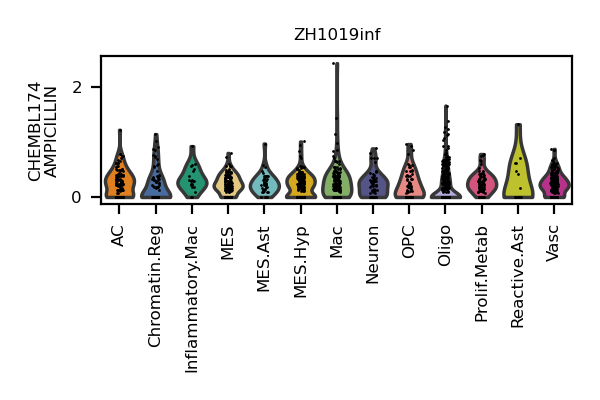 ZH1019inf
CHEMBL174
AMPICILLIN
2
0
AC
Chromatin.Reg
Inflammatory.Mac
MES
MES.Ast
MES.Hyp
Mac
Neuron
OPC
Oligo
Prolif.Metab
Reactive.Ast
Vasc